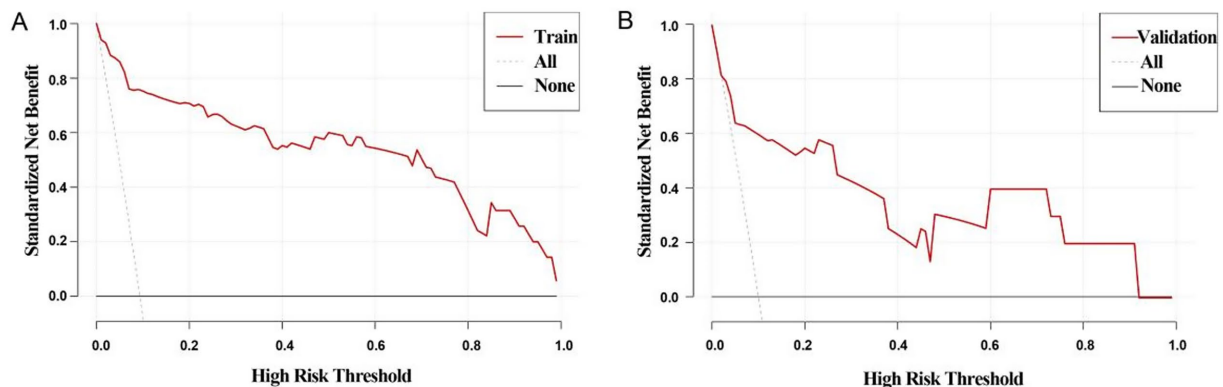 A
Standardized Net Benefit
1.0
0.8
0.6
0.4
0.2
0.0
Train
All
None
0.0 0.2 0.4 0.6 0.8 1.0
High Risk Threshold
B
Standardized Net Benefit
1.0
0.8
0.6
0.4
0.2
0.0
Validation
All
None
0.0 0.2 0.4 0.6 0.8 1.0
High Risk Threshold